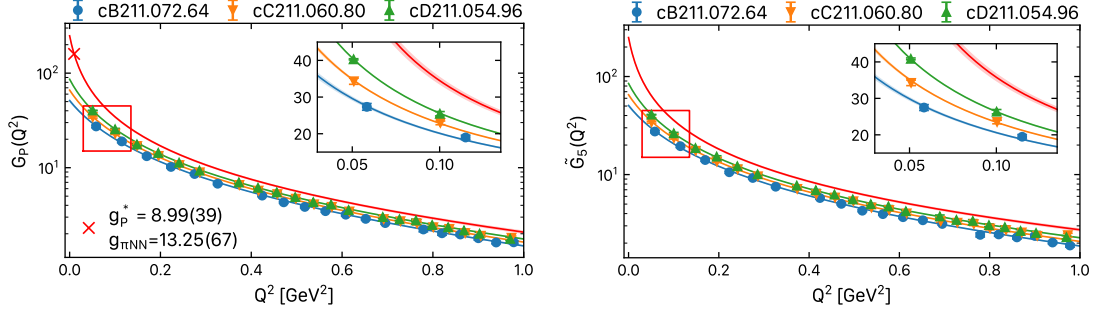 cB211.072.64 cC211.060.80 cD211.054.96
G_P(Q²)
10²
10¹
40
30
20
0.05 0.10
g_P^* = 8.99(39)
g_πNN=13.25(67)
0.0 0.2 0.4 0.6 0.8 1.0
Q² [GeV²]
cB211.072.64 cC211.060.80 cD211.054.96
G̃₅(Q²)
10²
10¹
40
30
20
0.05 0.10
0.0 0.2 0.4 0.6 0.8 1.0
Q² [GeV²]